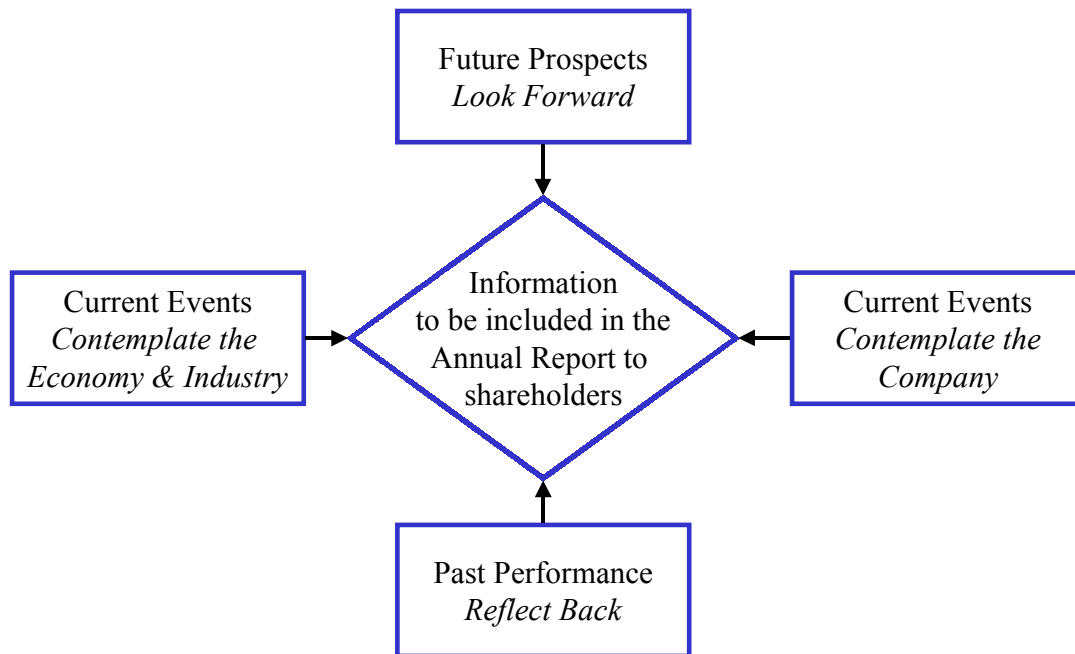 Future Prospects
Look Forward
Current Events
Contemplate the
Economy & Industry
Information
to be included in the
Annual Report to
shareholders
Current Events
Contemplate the
Company
Past Performance
Reflect Back